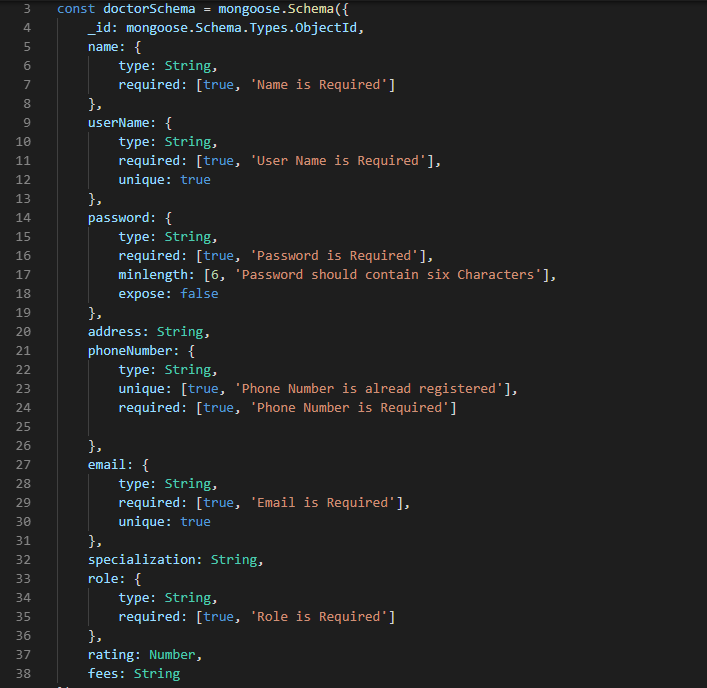 3 const doctorSchema = mongoose.Schema({
4 _id: mongoose.Schema.Types.ObjectId,
5 name: {
6 type: String,
7 required: [true, 'Name is Required']
8 },
9 userName: {
10 type: String,
11 required: [true, 'User Name is Required'],
12 unique: true
13 },
14 password: {
15 type: String,
16 required: [true, 'Password is Required'],
17 minlength: [6, 'Password should contain six Characters'],
18 expose: false
19 },
20 address: String,
21 phoneNumber: {
22 type: String,
23 unique: [true, 'Phone Number is alread registered'],
24 required: [true, 'Phone Number is Required']
25
26 },
27 email: {
28 type: String,
29 required: [true, 'Email is Required'],
30 unique: true
31 },
32 specialization: String,
33 role: {
34 type: String,
35 required: [true, 'Role is Required']
36 },
37 rating: Number,
38 fees: String